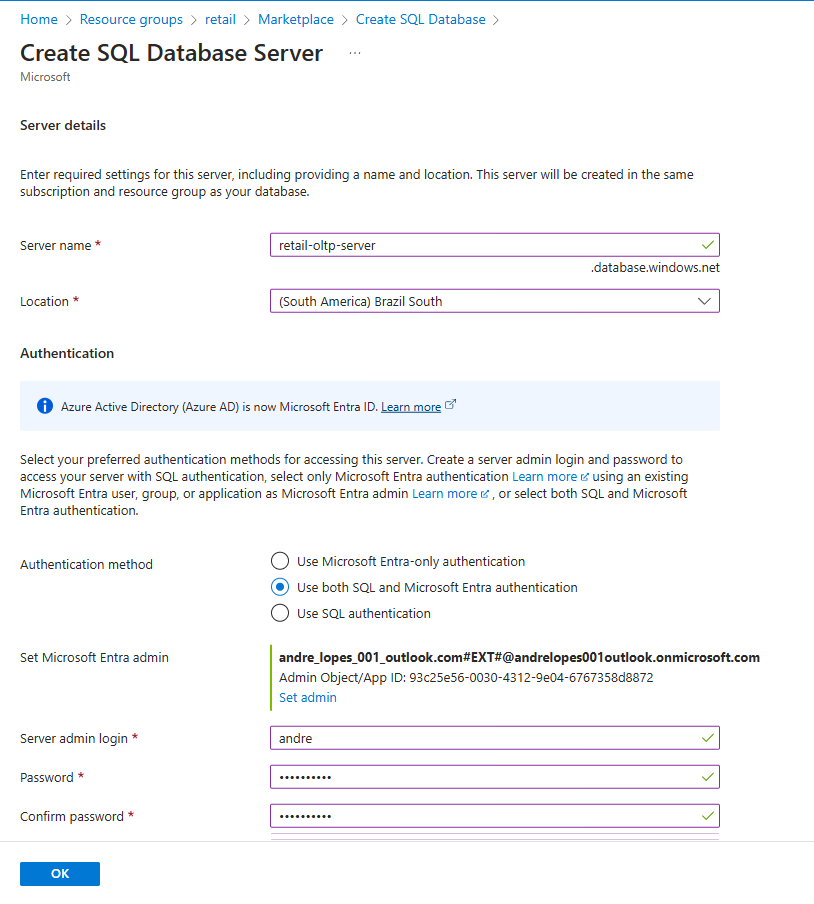 Home > Resource groups > retail > Marketplace > Create SQL Database >
Create SQL Database Server ...
Microsoft
Server details
Enter required settings for this server, including providing a name and location. This server will be created in the same
subscription and resource group as your database.
Server name *
retail-oltp-server
.database.windows.net
Location *
(South America) Brazil South
Authentication
Azure Active Directory (Azure AD) is now Microsoft Entra ID. Learn more
Select your preferred authentication methods for accessing this server. Create a server admin login and password to
access your server with SQL authentication, select only Microsoft Entra authentication Learn more using an existing
Microsoft Entra user, group, or application as Microsoft Entra admin Learn more , or select both SQL and Microsoft
Entra authentication.
Authentication method
Use Microsoft Entra-only authentication
Use both SQL and Microsoft Entra authentication
Use SQL authentication
Set Microsoft Entra admin
andre_lopes_001_outlook.com#EXT#@andrelopes001outlook.onmicrosoft.com
Admin Object/App ID: 93c25e56-0030-4312-9e04-6767358d8872
Set admin
Server admin login *
andre
Password *
••••••••••
Confirm password *
••••••••••
OK